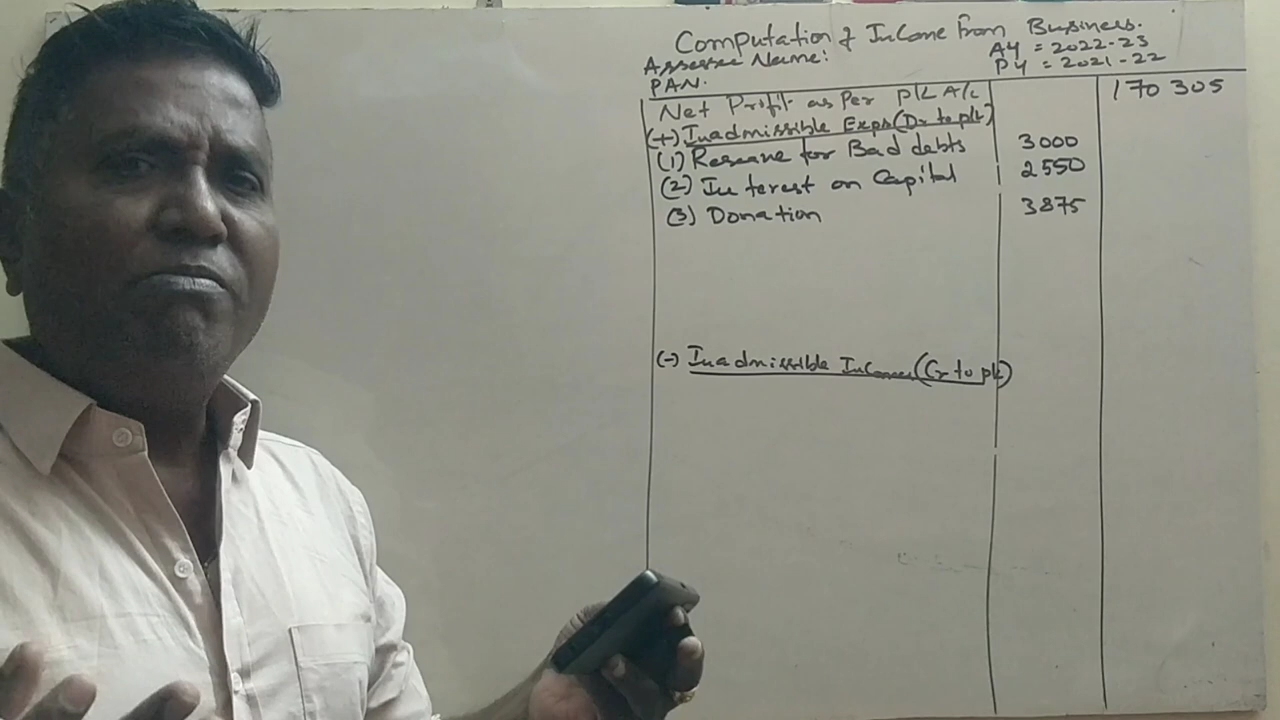 Computation of Income from Business.
Assessee Name: AY = 2022-23
PAN. PY = 2021-22
Net Profit as Per P/L A/c 170 305
(+) Inadmissible Exps (Dr to p/L)
(1) Reserve for Bad debts 3000
(2) Interest on Capital 2550
(3) Donation 3875
(-) Inadmissible Incomes (Cr to p/L)